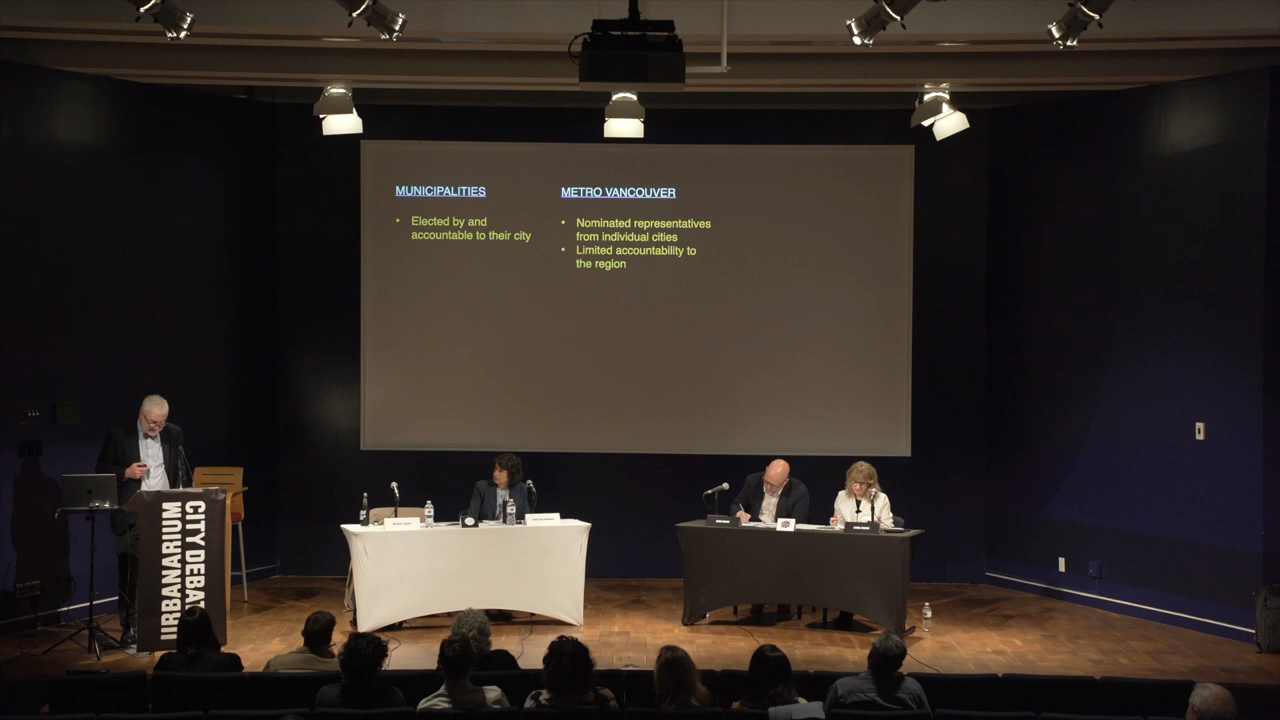 MUNICIPALITIES
• Elected by and
accountable to their city
METRO VANCOUVER
• Nominated representatives
from individual cities
• Limited accountability to
the region
CITY DEBA
URBANARIUM